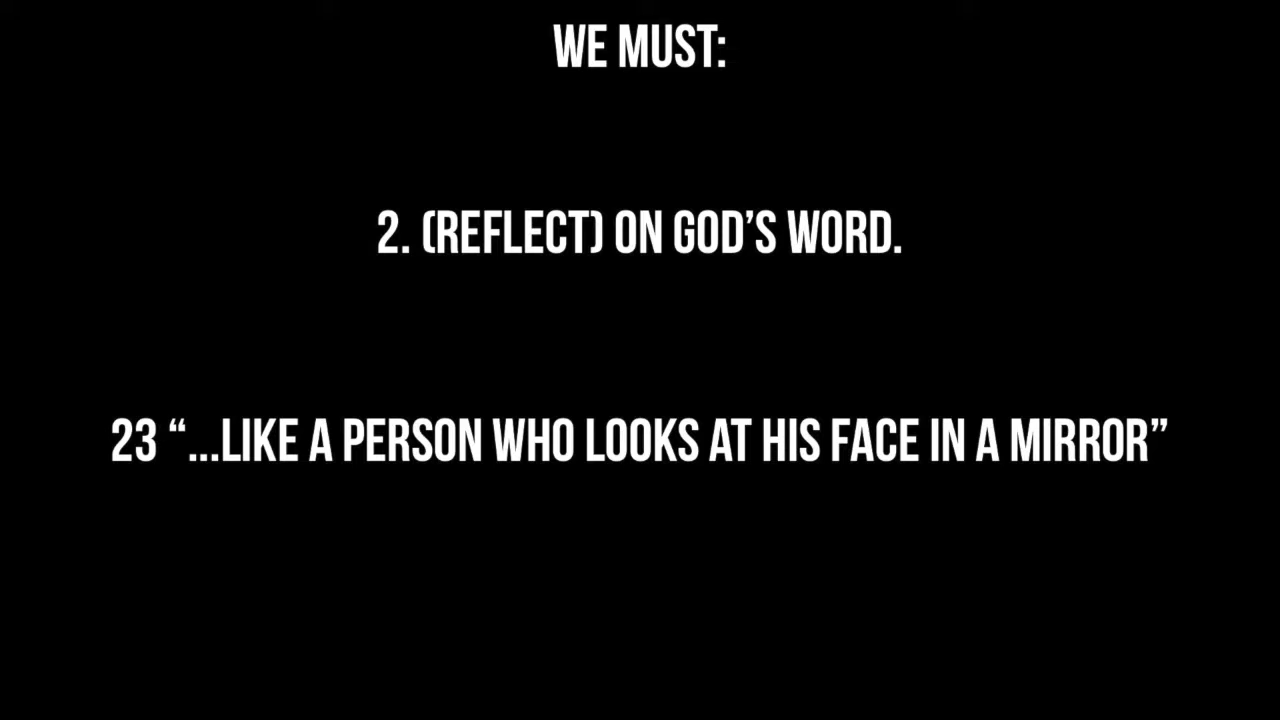 WE MUST:
2. (REFLECT) ON GOD’S WORD.
23 “...LIKE A PERSON WHO LOOKS AT HIS FACE IN A MIRROR”